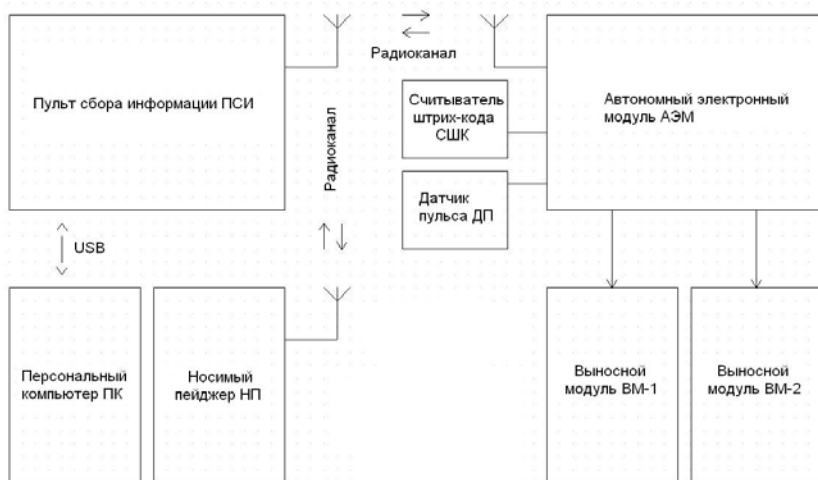 Радиоканал
Пульт сбора информации ПСИ
Считыватель
штрих-кода
СШК
Автономный электронный
модуль АЭМ
Радиоканал
Датчик
пульса ДП
USB
Персональный
компьютер ПК
Носимый
пейджер НП
Выносной
модуль ВМ-1
Выносной
модуль ВМ-2